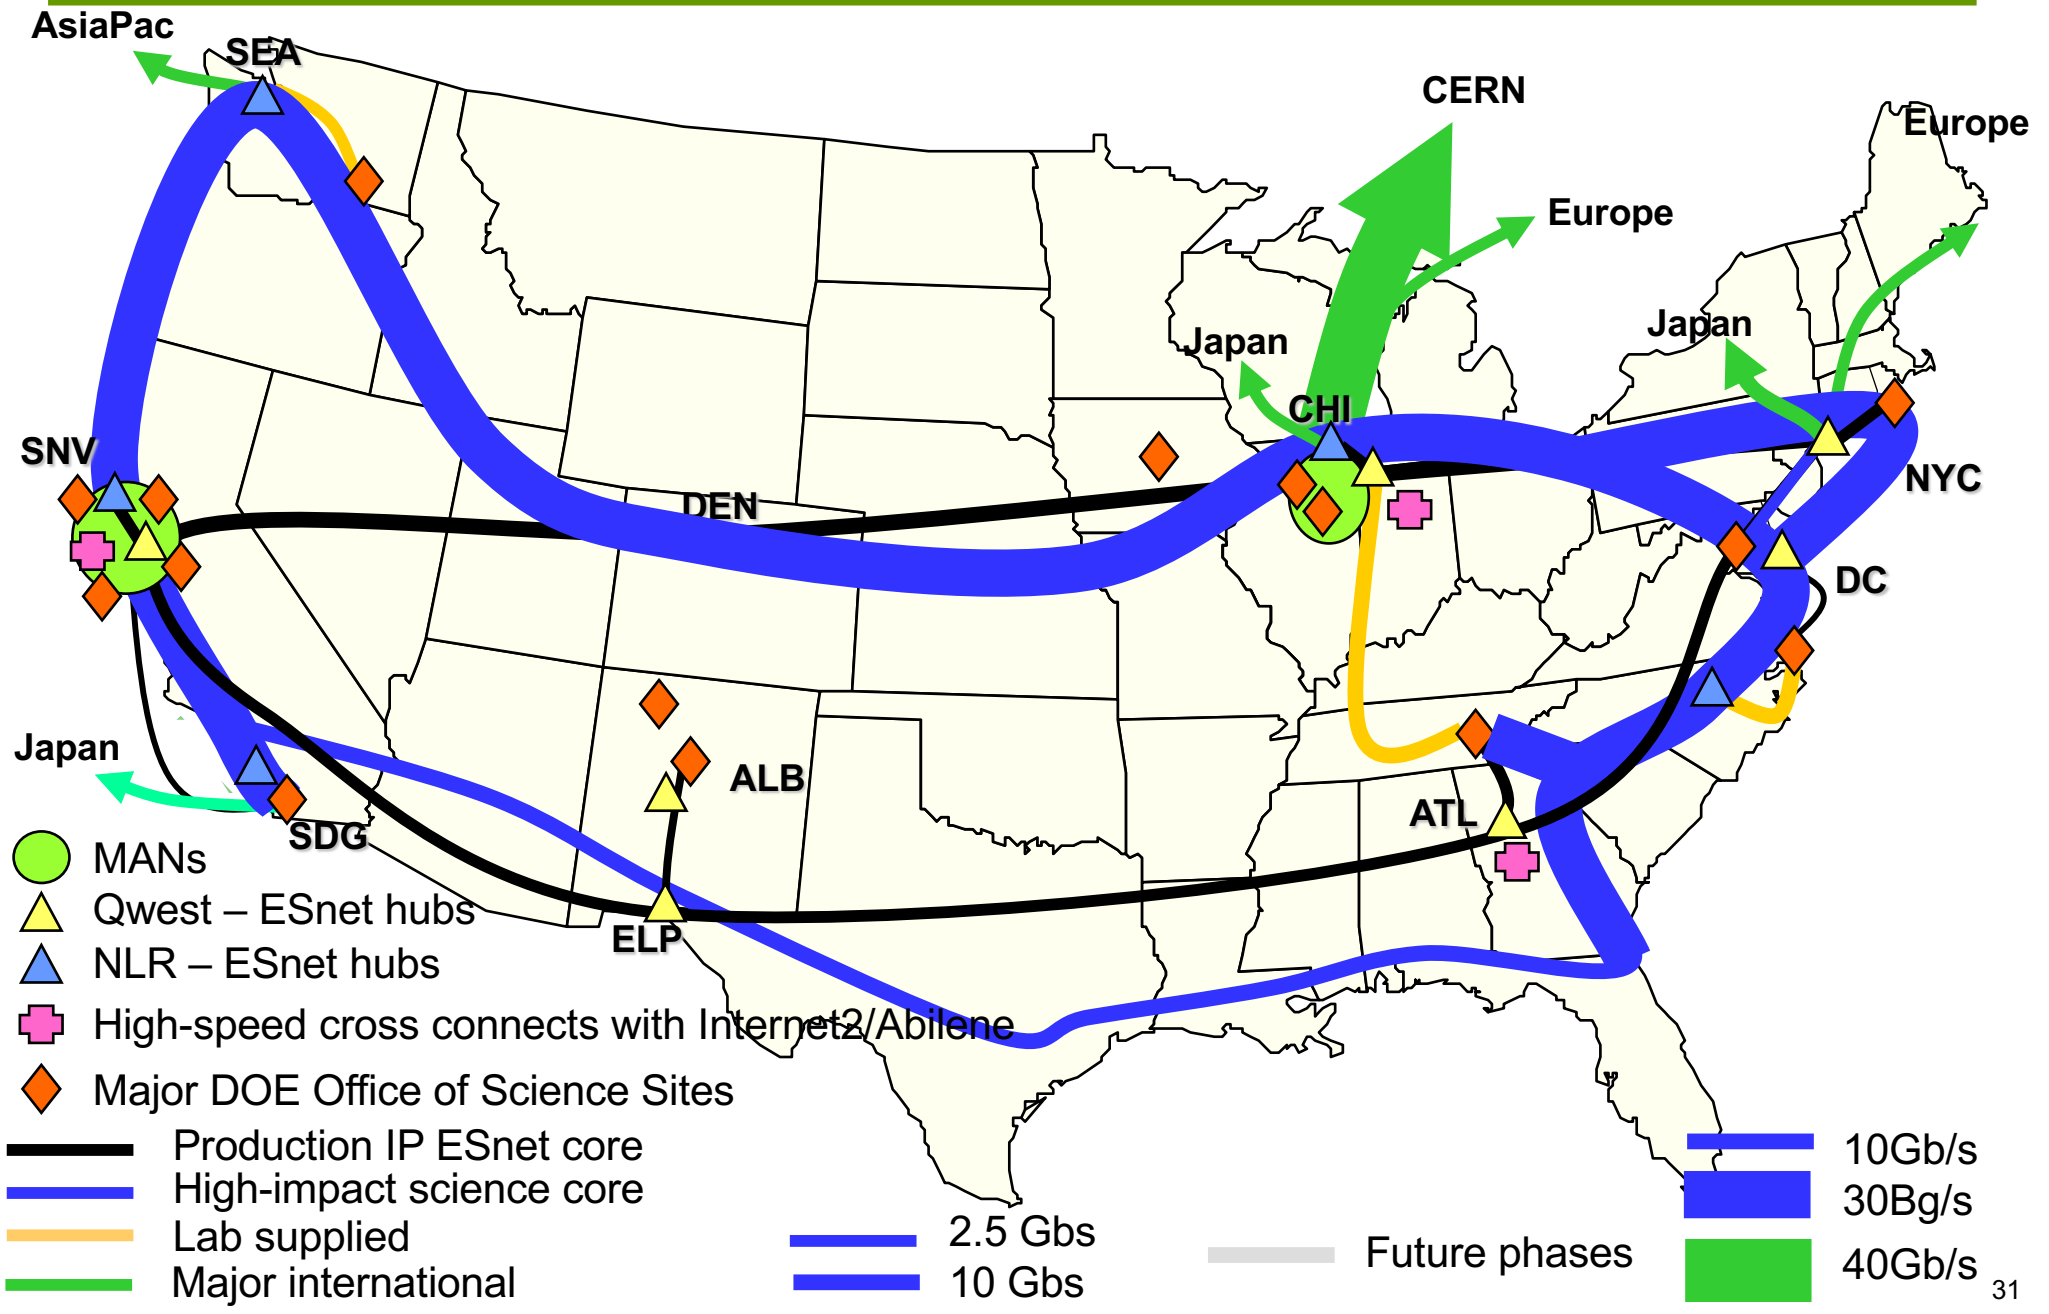 AsiaPac
SEA
CERN
Europe
Europe
Japan
Japan
CHI
SNV
NYC
DEN
DC
Japan
ALB
ATL
SDG
ELP
MANs
Qwest – ESnet hubs
NLR – ESnet hubs
High-speed cross connects with Internet2/Abilene
Major DOE Office of Science Sites
Production IP ESnet core
High-impact science core
Lab supplied
Major international
2.5 Gbs
10 Gbs
Future phases
10Gb/s
30Bg/s
40Gb/s
31